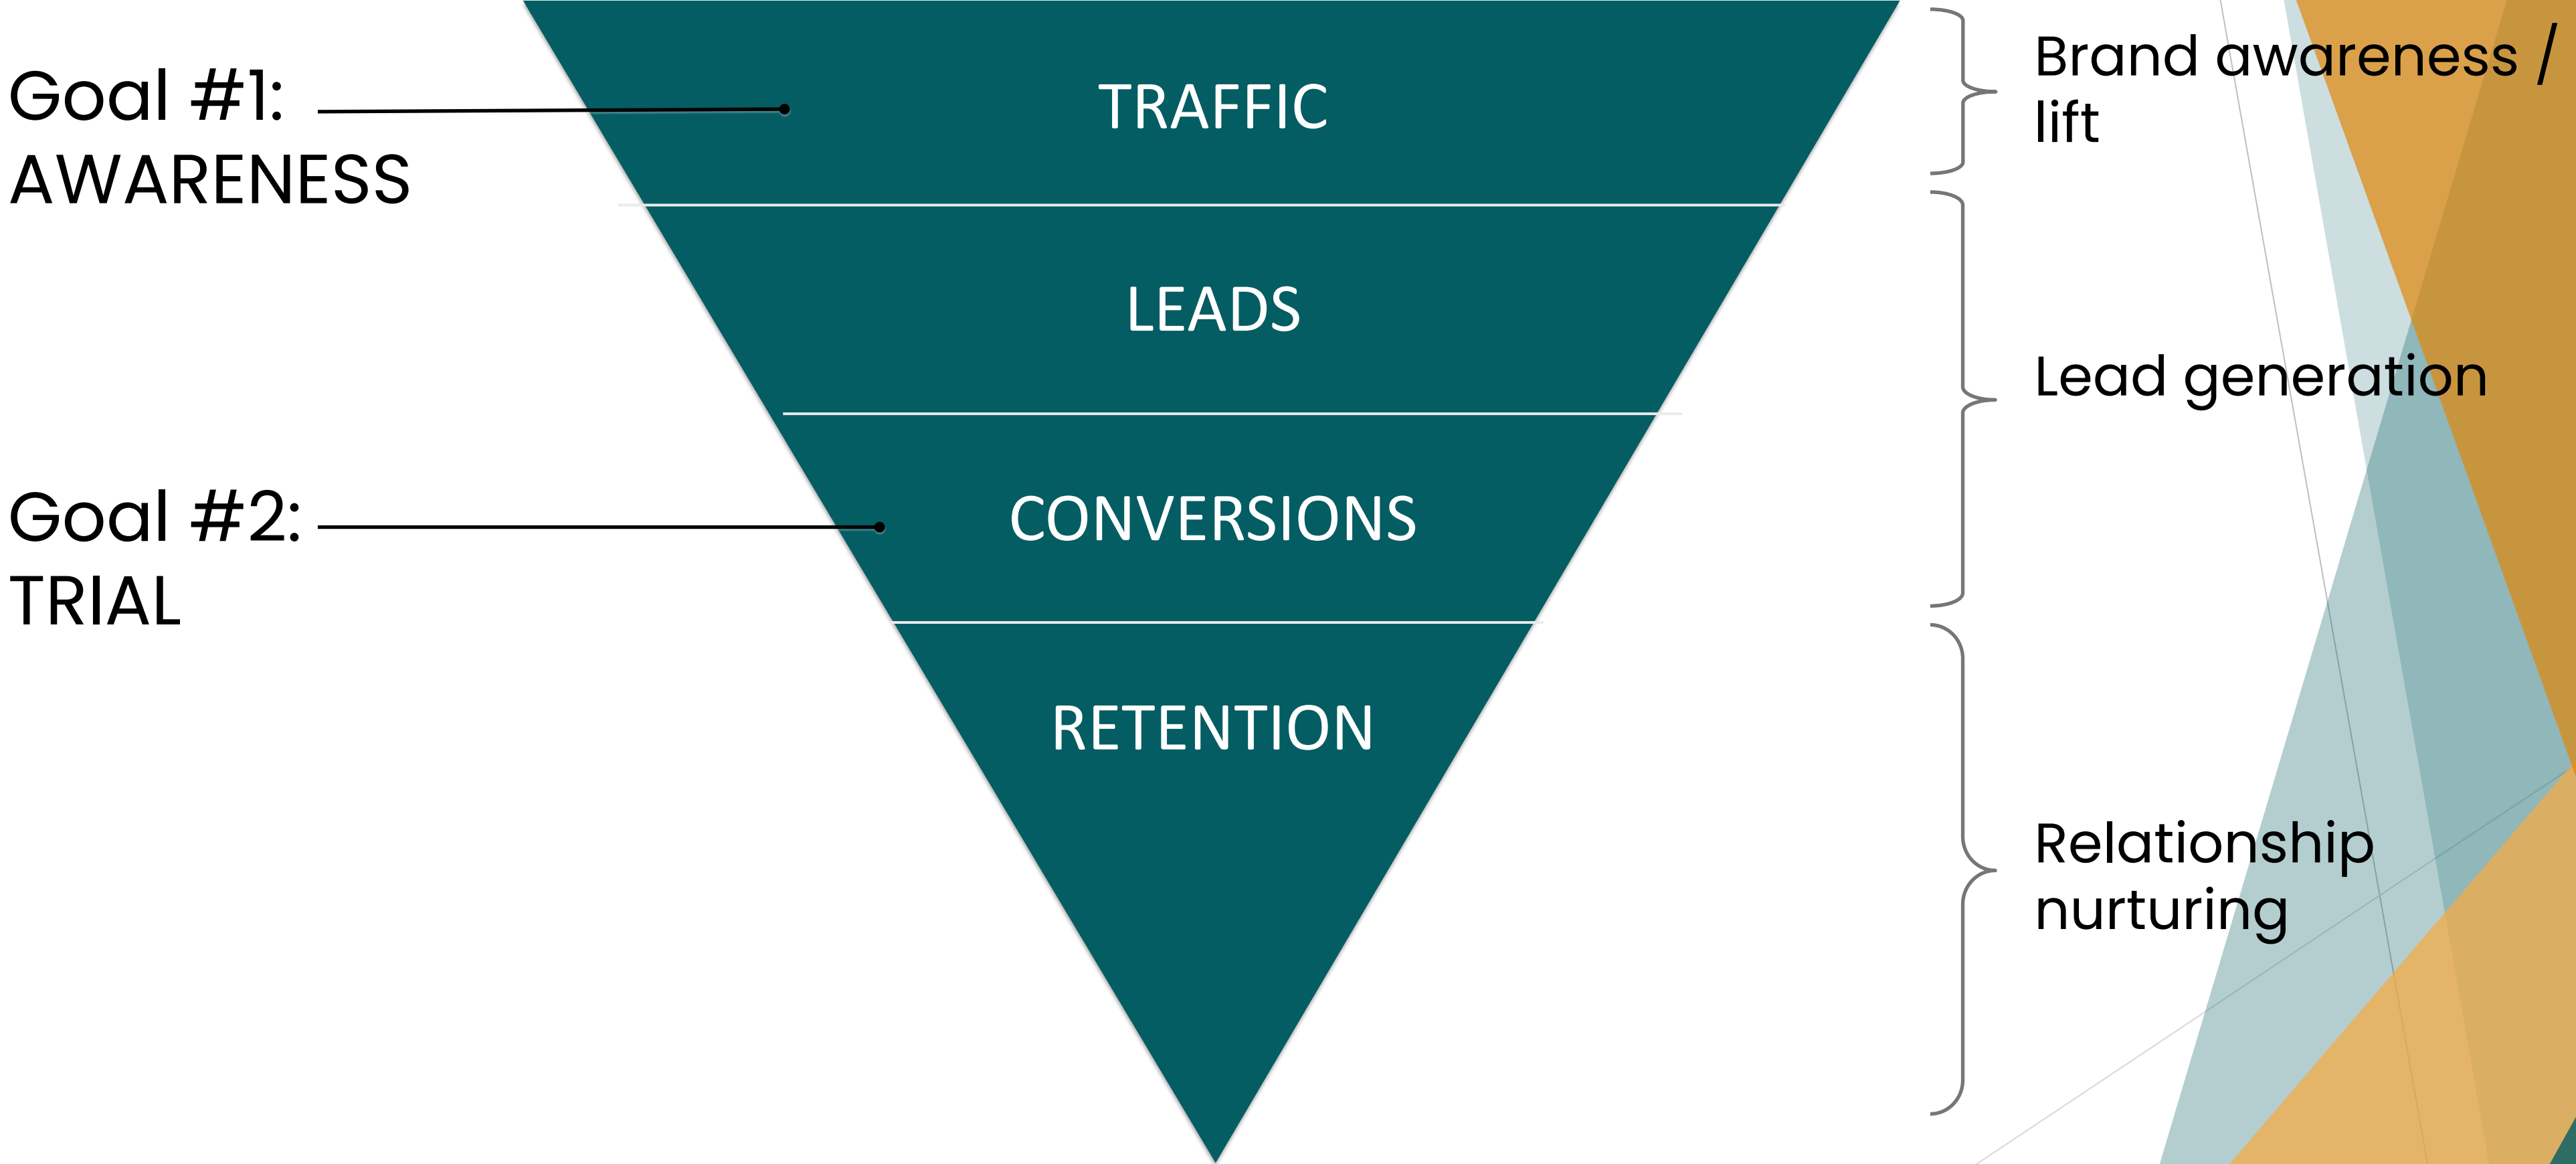 Goal #1:
AWARENESS
TRAFFIC
Brand awareness /
lift
LEADS
Lead generation
Goal #2:
TRIAL
CONVERSIONS
RETENTION
Relationship
nurturing